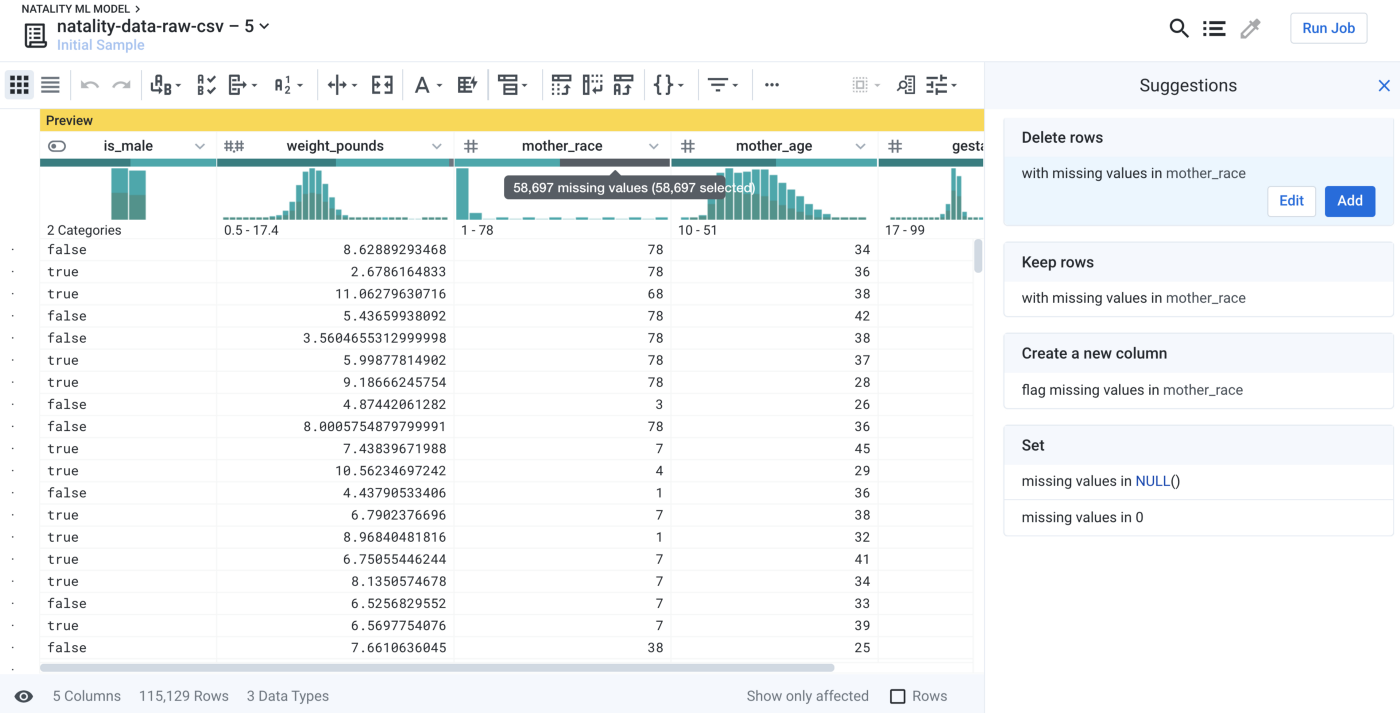 NATALITY ML MODEL >
natality-data-raw-csv – 5
Initial Sample
Run Job
Suggestions
Preview
is_male weight_pounds mother_race mother_age gesta
58,697 missing values (58,697 selected)
2 Categories 0.5 - 17.4 1 - 78 10 - 51 17 - 99
false 8.62889293468 78 34
true 2.6786164833 78 36
true 11.06279630716 68 38
false 5.43659938092 78 42
false 3.5604655312999998 78 38
true 5.99877814902 78 37
true 9.18666245754 78 28
false 4.87442061282 3 26
false 8.0005754879799991 78 36
true 7.43839671988 7 45
true 10.56234697242 4 29
false 4.43790533406 1 36
true 6.7902376696 7 38
true 8.96840481816 1 32
true 6.75055446244 7 41
true 8.1350574678 7 34
false 6.5256829552 7 33
true 6.5697754076 7 39
false 7.6610636045 38 25
5 Columns 115,129 Rows 3 Data Types Show only affected Rows
Delete rows
with missing values in mother_race
Edit Add
Keep rows
with missing values in mother_race
Create a new column
flag missing values in mother_race
Set
missing values in NULL()
missing values in 0